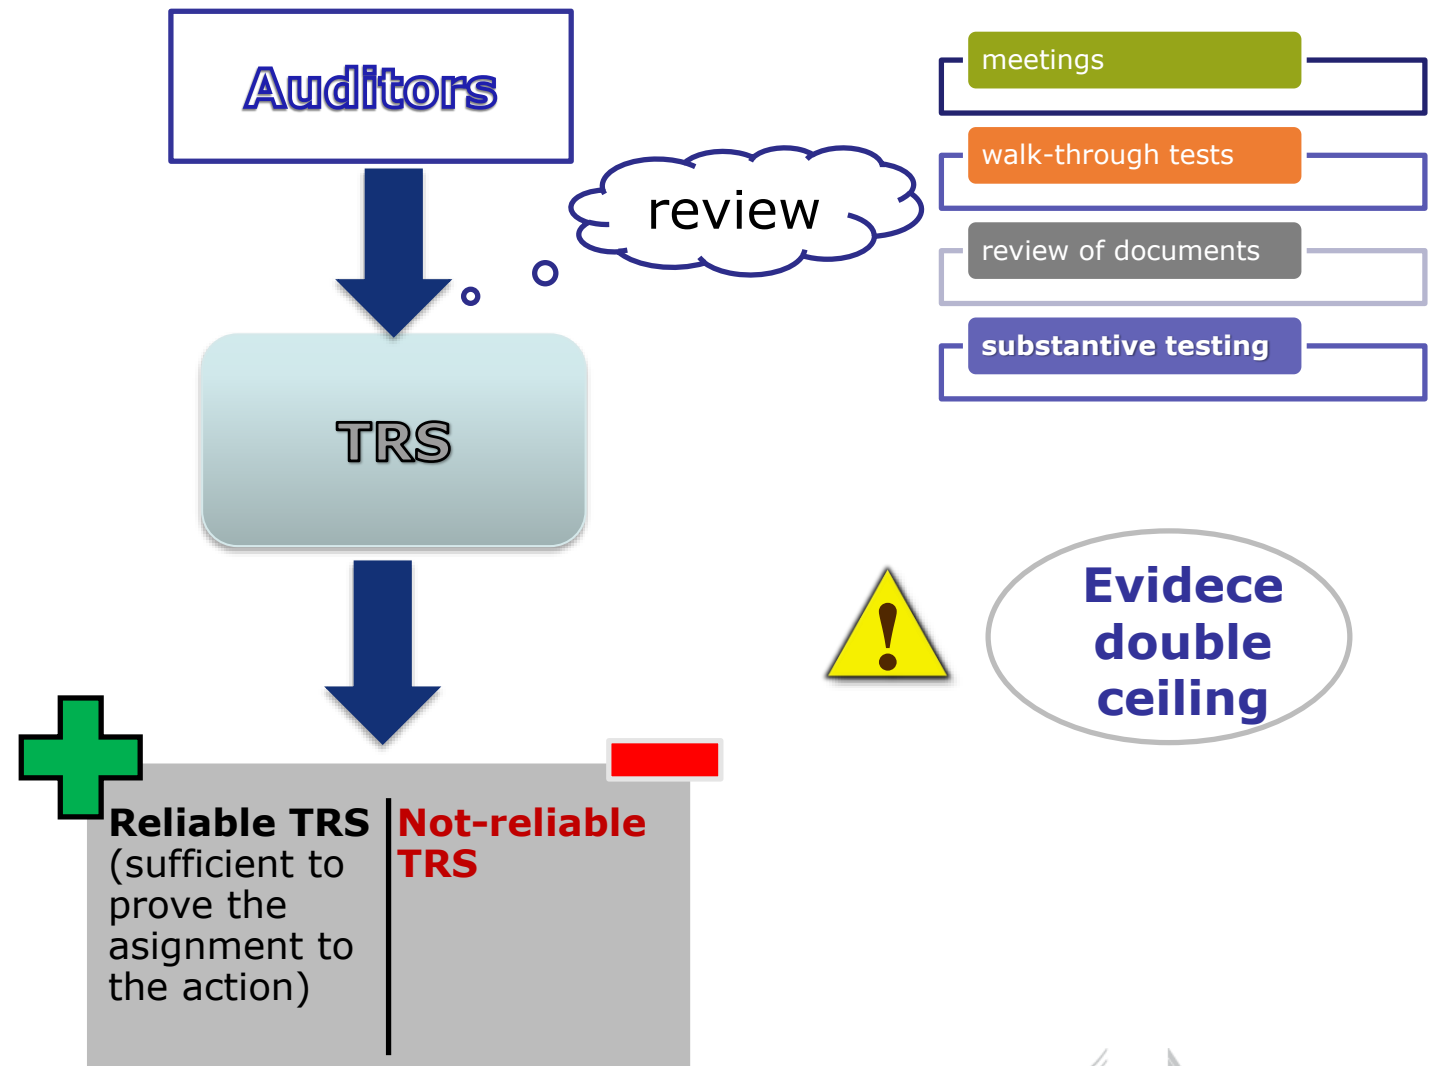 Auditors
review
meetings
walk-through tests
review of documents
substantive testing
TRS
Evidece
double
ceiling
!
Reliable TRS
(sufficient to
prove the
asignment to
the action)
Not-reliable
TRS